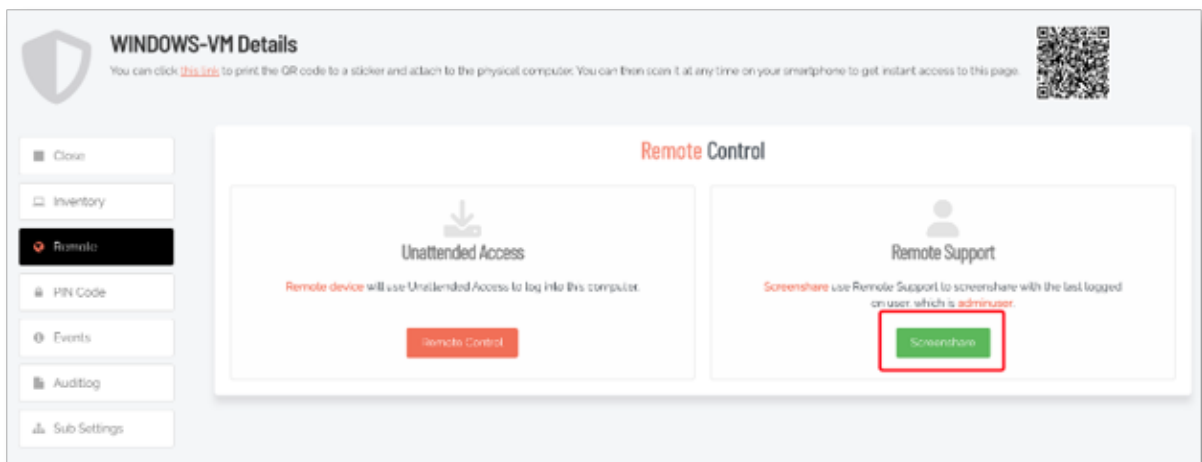 WINDOWS-VM Details
You can click this link to print the QR code to a sticker and attach to the physical computer. You can then scan it at any time on your smartphone to get instant access to this page.
Close
Inventory
Remote
PIN Code
Events
Auditlog
Sub Settings
Remote Control
Unattended Access
Remote device will use Unattended Access to log into this computer.
Remote Control
Remote Support
Screenshare use Remote Support to screenshare with the last logged
on user, which is adminuser.
Screenshare